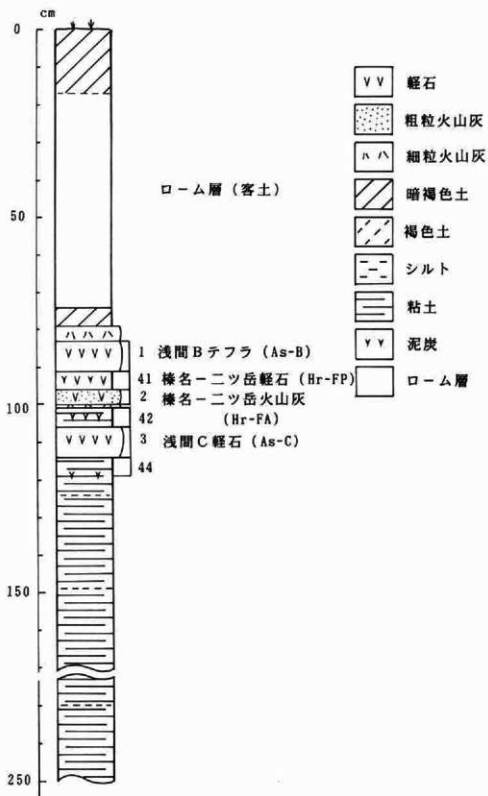 cm
0
50
100
150
250
ローム層(客土)
1 浅間Bテフラ(As-B)
41 榛名-二ツ岳軽石(Hr-FP)
2 榛名-二ツ岳火山灰
42 (Hr-FA)
3 浅間C軽石(As-C)
44
軽石
粗粒火山灰
細粒火山灰
暗褐色土
褐色土
シルト
粘土
泥炭
ローム層